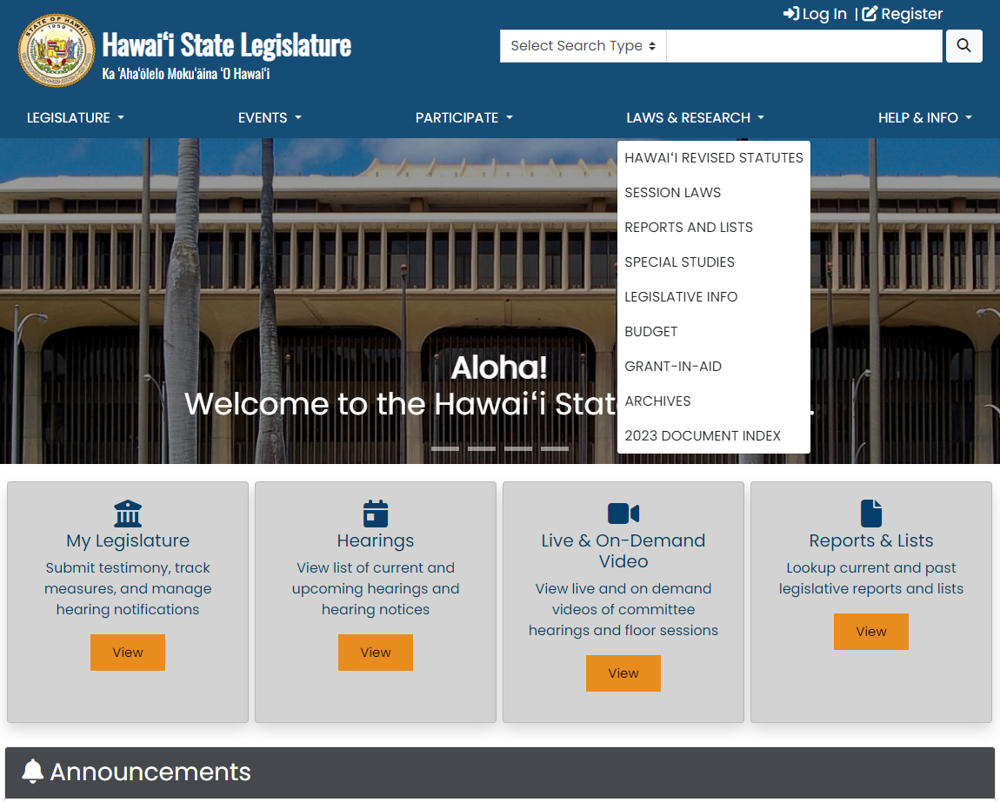 Log In | Register
STATE OF HAWAII
1959
Hawaiʻi State Legislature
Ka ʻAhaʻōlelo Mokuʻāina ʻO Hawaiʻi
Select Search Type
LEGISLATURE EVENTS PARTICIPATE LAWS & RESEARCH HELP & INFO
HAWAIʻI REVISED STATUTES
SESSION LAWS
REPORTS AND LISTS
SPECIAL STUDIES
LEGISLATIVE INFO
BUDGET
GRANT-IN-AID
ARCHIVES
2023 DOCUMENT INDEX
Aloha!
Welcome to the Hawaiʻi Stat
My Legislature
Submit testimony, track
measures, and manage
hearing notifications
View
Hearings
View list of current and
upcoming hearings and
hearing notices
View
Live & On-Demand
Video
View live and on demand
videos of committee
hearings and floor sessions
View
Reports & Lists
Lookup current and past
legislative reports and lists
View
Announcements